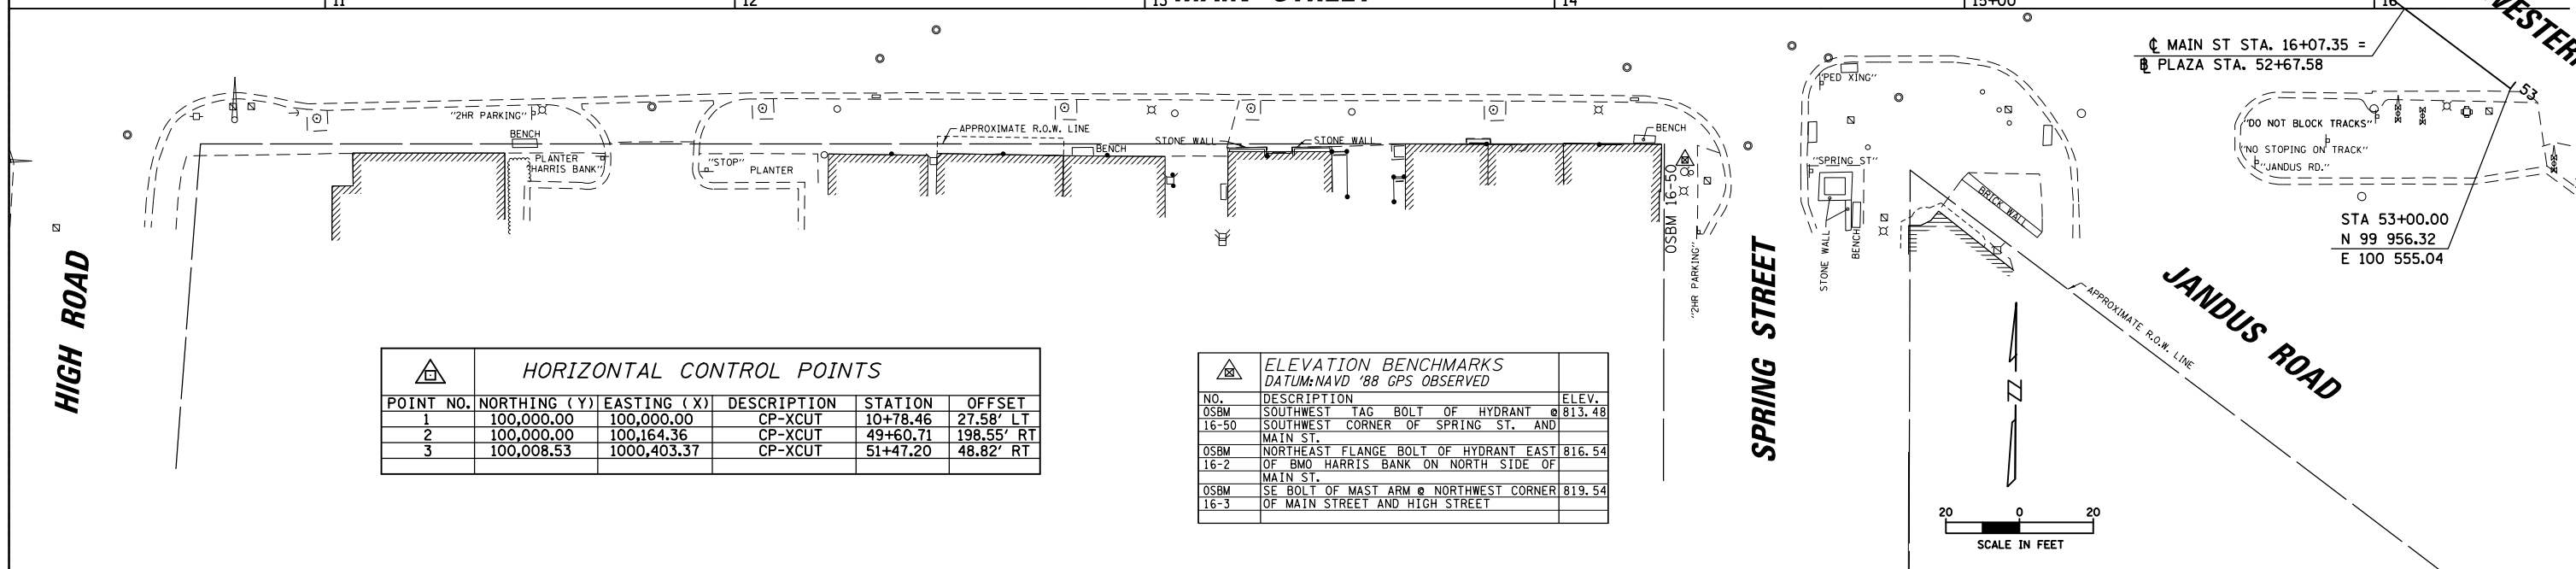 11 12 13 14 15+00 16
MAIN STREET
WESTERN
℄ MAIN ST STA. 16+07.35 =
PLAZA STA. 52+67.58
53
"PED XING"
"2HR PARKING"
BENCH
APPROXIMATE R.O.W. LINE
STONE WALL
STONE WALL
BENCH
BENCH
PLANTER
HARRIS BANK"
"STOP"
PLANTER
"SPRING ST"
"DO NOT BLOCK TRACKS"
"NO STOPING ON TRACK"
"JANDUS RD."
BRICK WALL
OSBM 16-50
"2HR PARKING"
STONE WALL
BENCH
STA 53+00.00
N 99 956.32
E 100 555.04
HIGH ROAD
SPRING STREET
JANDUS ROAD
APPROXIMATE R.O.W. LINE
HORIZONTAL CONTROL POINTS
POINT NO. NORTHING (Y) EASTING (X) DESCRIPTION STATION OFFSET
1 100,000.00 100,000.00 CP-XCUT 10+78.46 27.58' LT
2 100,000.00 100,164.36 CP-XCUT 49+60.71 198.55' RT
3 100,008.53 1000,403.37 CP-XCUT 51+47.20 48.82' RT
ELEVATION BENCHMARKS
DATUM:NAVD '88 GPS OBSERVED
NO. DESCRIPTION ELEV.
OSBM SOUTHWEST TAG BOLT OF HYDRANT @ 813.48
16-50 SOUTHWEST CORNER OF SPRING ST. AND
MAIN ST.
OSBM NORTHEAST FLANGE BOLT OF HYDRANT EAST 816.54
16-2 OF BMO HARRIS BANK ON NORTH SIDE OF
MAIN ST.
OSBM SE BOLT OF MAST ARM @ NORTHWEST CORNER 819.54
16-3 OF MAIN STREET AND HIGH STREET
N
20 0 20
SCALE IN FEET